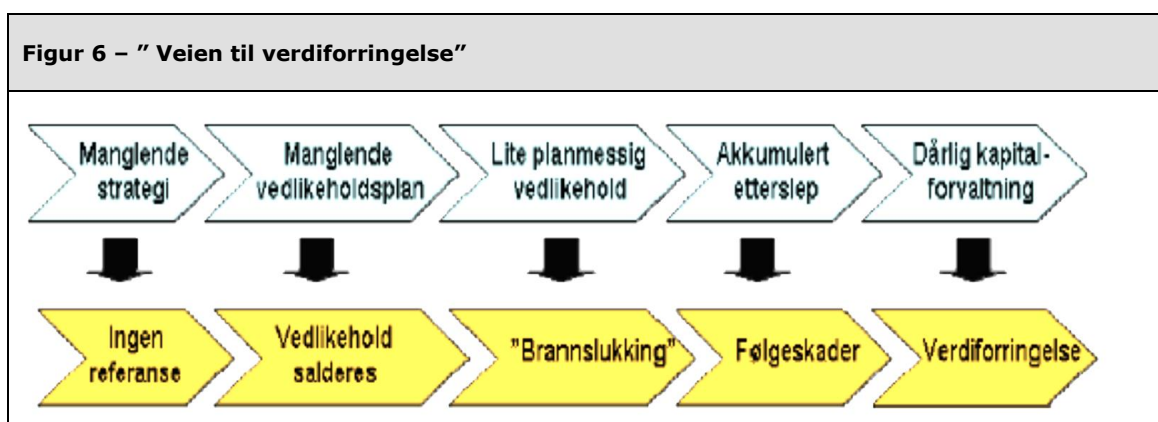 Figur 6 – ” Veien til verdiforringelse”
Manglende
strategi
Manglende
vedlikeholdsplan
Lite planmessig
vedlikehold
Akkumulert
etterslep
Dårlig kapital-
forvaltning
Ingen
referanse
Vedlikehold
salderes
”Brannslukking”
Følgeskader
Verdiforringelse